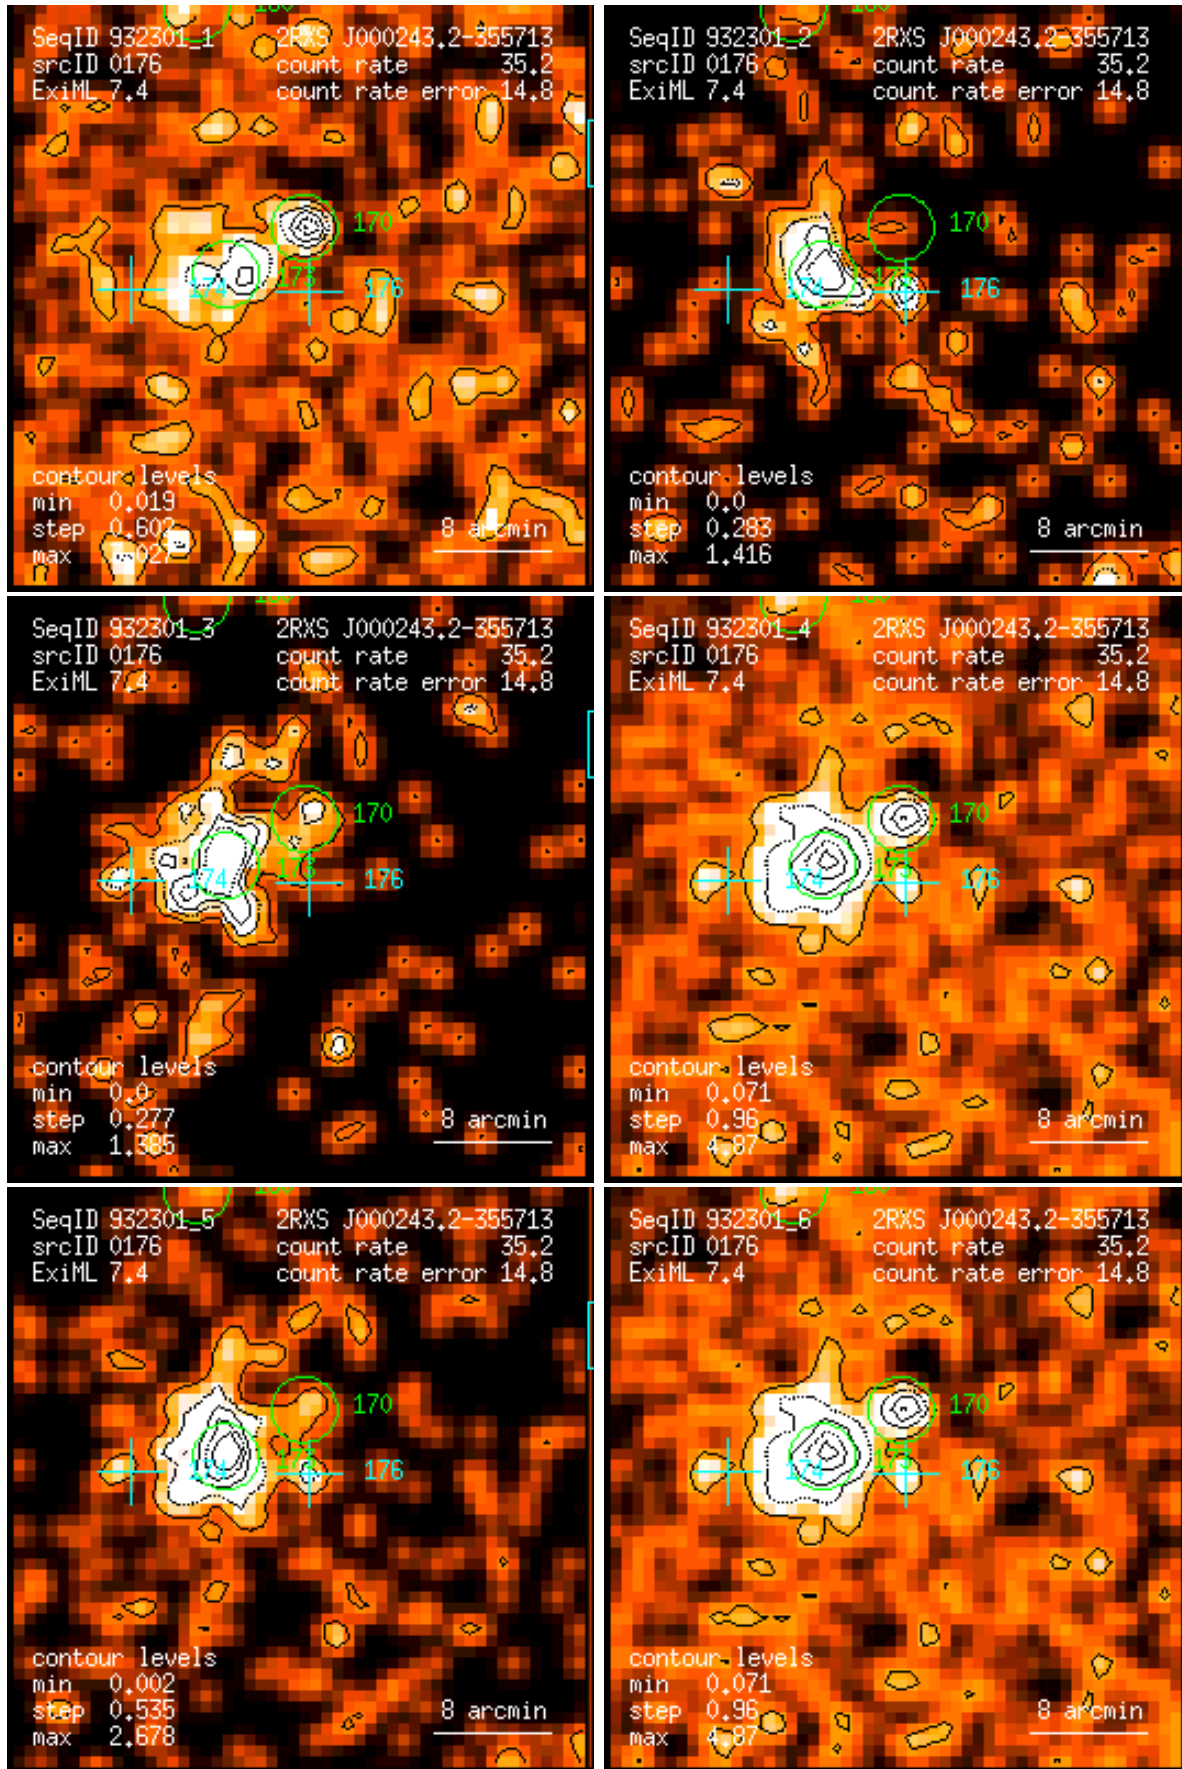 180
SeqID 932301_1 2RXS J000243.2-355713
srcID 0176 count rate 35.2
ExiML 7.4 count rate error 14.8
170
173
174 176
contour levels
min 0.019
step 0.602
max 3.027
8 arcmin
180
SeqID 932301_2 2RXS J000243.2-355713
srcID 0176 count rate 35.2
ExiML 7.4 count rate error 14.8
170
173
174 176
contour levels
min 0.0
step 0.283
max 1.416
8 arcmin
180
SeqID 932301_3 2RXS J000243.2-355713
srcID 0176 count rate 35.2
ExiML 7.4 count rate error 14.8
170
173
174 176
contour levels
min 0.0
step 0.277
max 1.385
8 arcmin
180
SeqID 932301_4 2RXS J000243.2-355713
srcID 0176 count rate 35.2
ExiML 7.4 count rate error 14.8
170
173
174 176
contour levels
min 0.071
step 0.96
max 4.87
8 arcmin
180
SeqID 932301_5 2RXS J000243.2-355713
srcID 0176 count rate 35.2
ExiML 7.4 count rate error 14.8
170
173
174 176
contour levels
min 0.002
step 0.535
max 2.678
8 arcmin
180
SeqID 932301_6 2RXS J000243.2-355713
srcID 0176 count rate 35.2
ExiML 7.4 count rate error 14.8
170
173
174 176
contour levels
min 0.071
step 0.96
max 4.87
8 arcmin